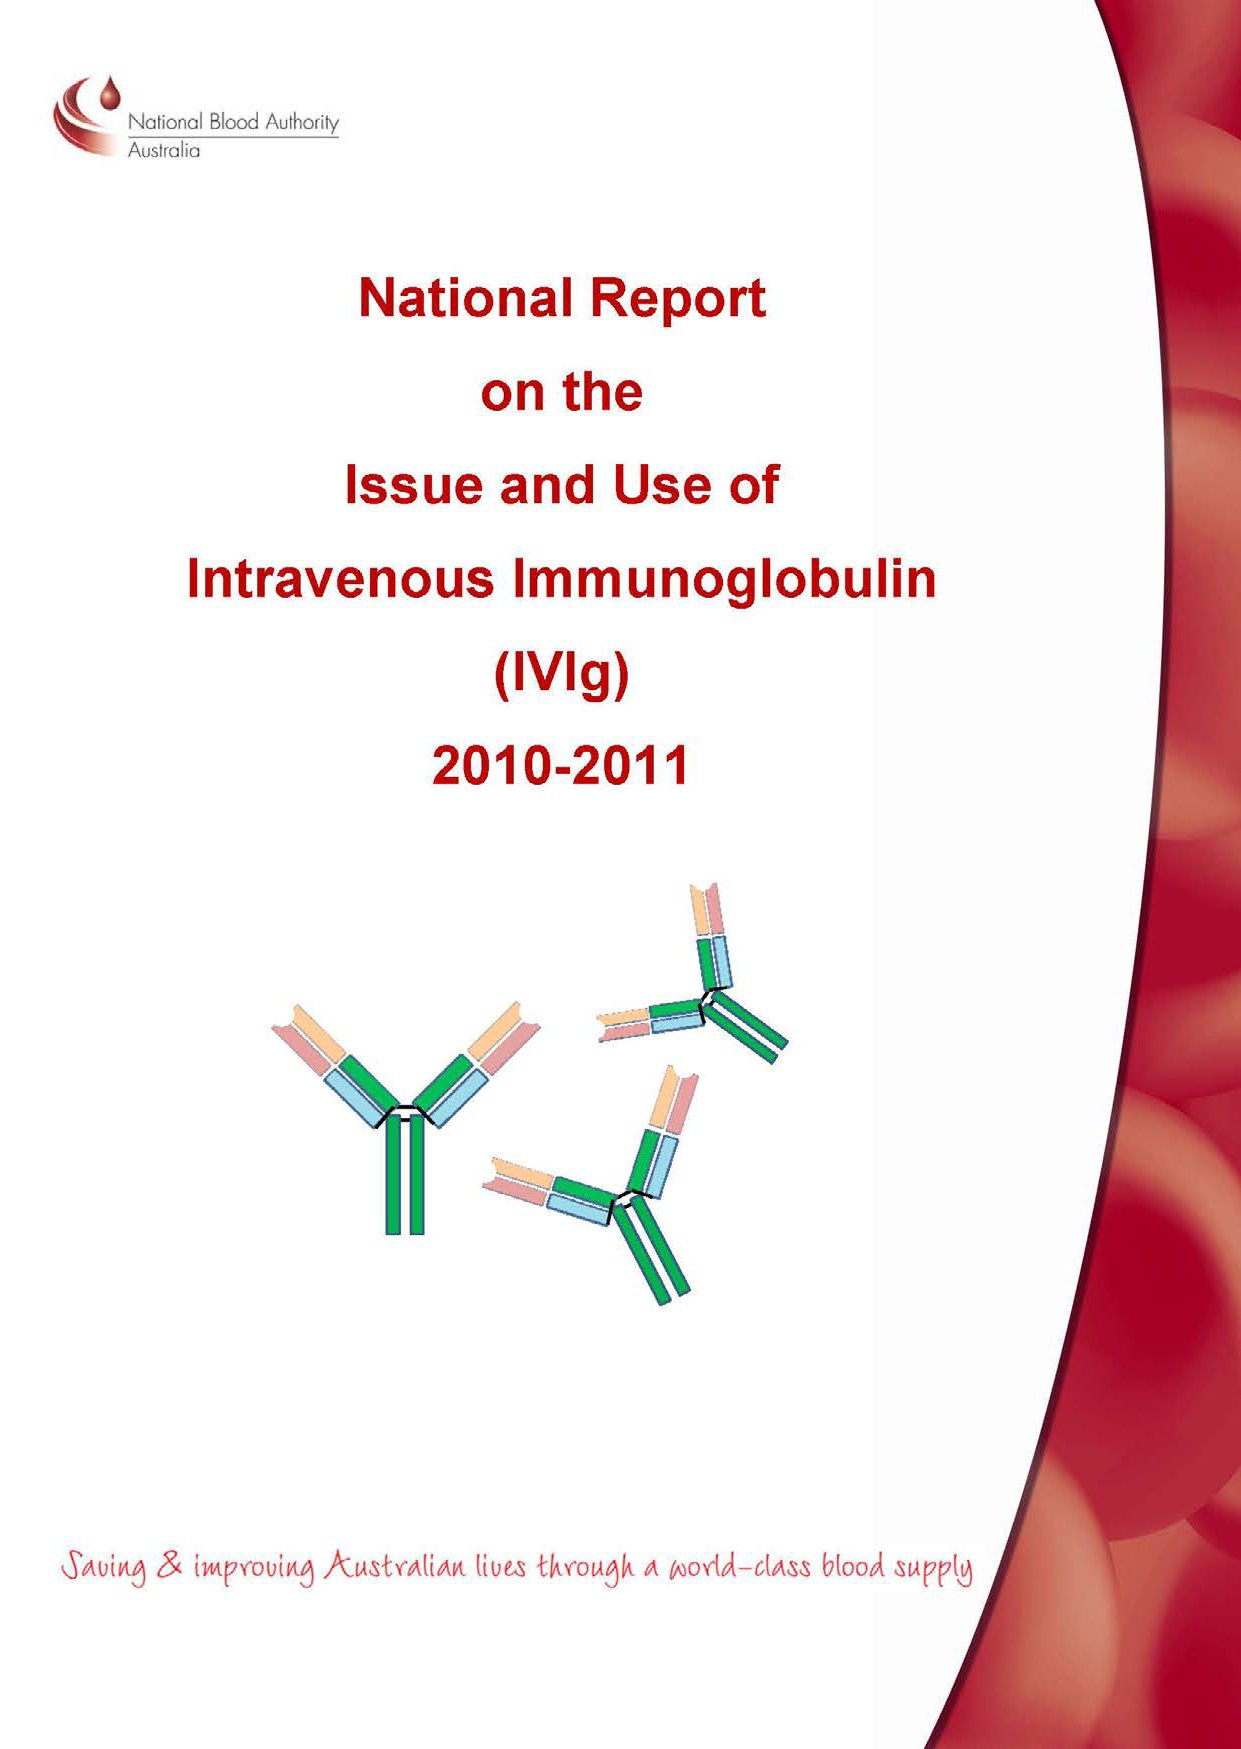 National Blood Authority
Australia
National Report
on the
Issue and Use of
Intravenous Immunoglobulin
(IVIg)
2010-2011
Saving & improving Australian lives through a world-class blood supply